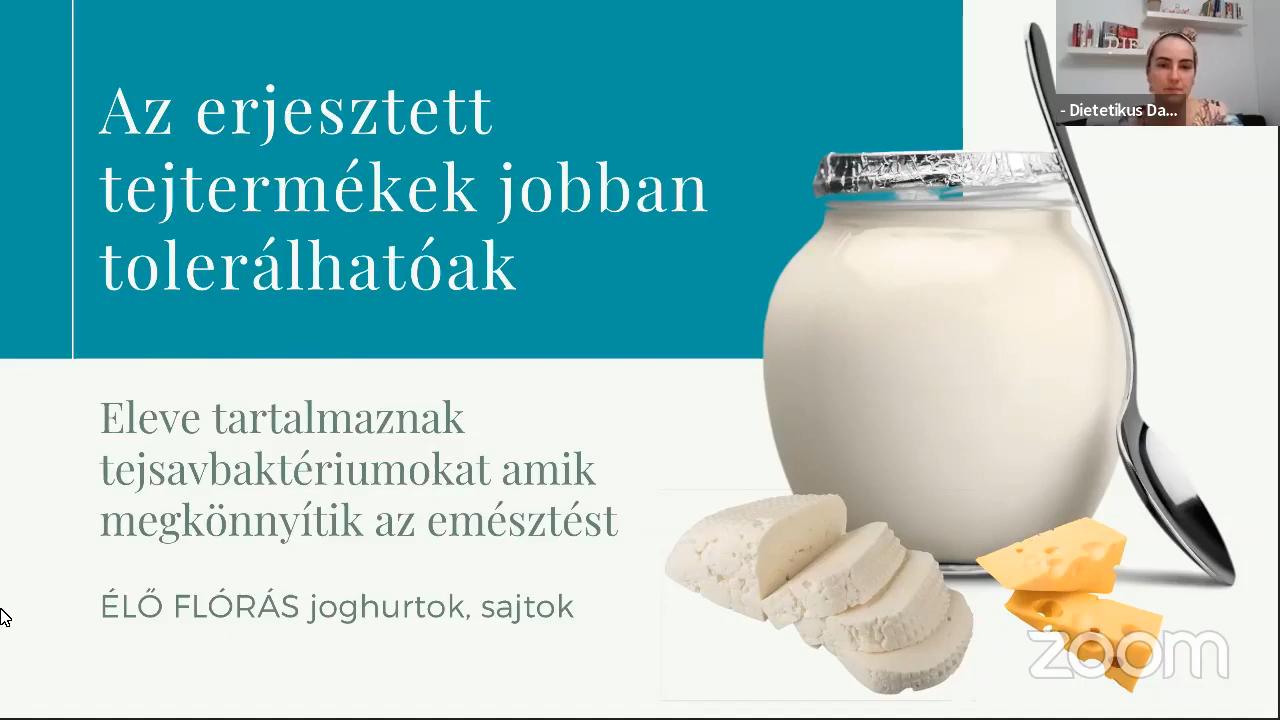 Az erjesztett
tejtermékek jobban
tolerálhatóak
Eleve tartalmaznak
tejsavbaktériumokat amik
megkönnyítik az emésztést
ÉLŐ FLÓRÁS joghurtok, sajtok
DIE
- Dietetikus Da...
zoom